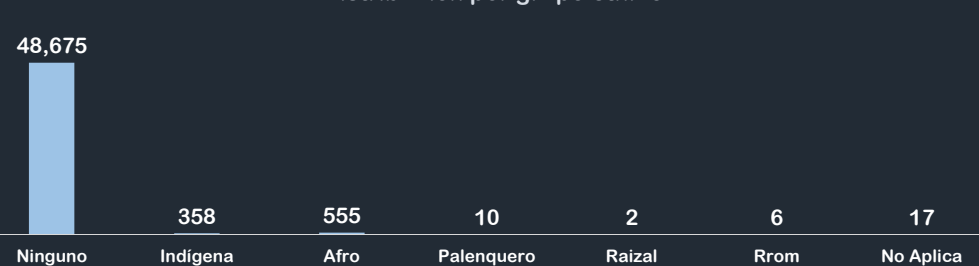 48,675
358 555 10 2 6 17
Ninguno Indígena Afro Palenquero Raizal Rrom No Aplica